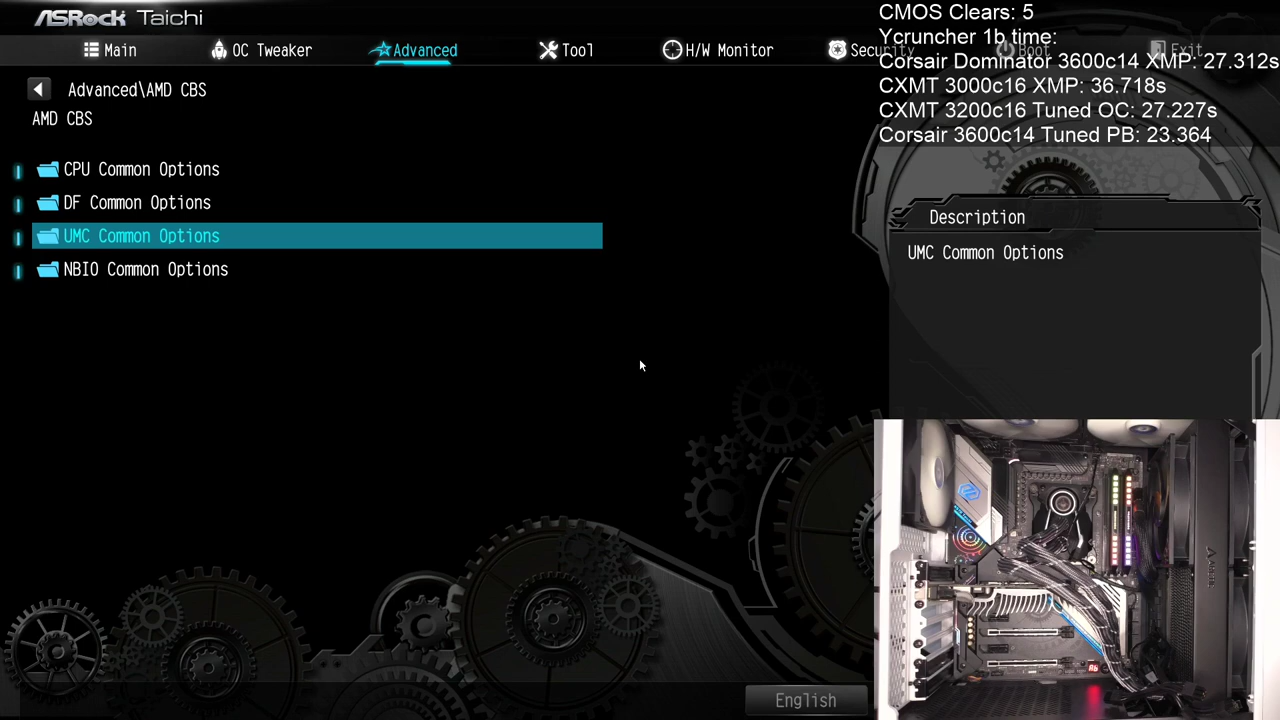 ASRock Taichi
Main
OC Tweaker
Advanced
Tool
H/W Monitor
Security
Boot
Exit
CMOS Clears: 5
Ycruncher 1b time:
Corsair Dominator 3600c14 XMP: 27.312s
CXMT 3000c16 XMP: 36.718s
CXMT 3200c16 Tuned OC: 27.227s
Corsair 3600c14 Tuned PB: 23.364
Advanced\AMD CBS
AMD CBS
CPU Common Options
DF Common Options
UMC Common Options
NBIO Common Options
Description
UMC Common Options
English